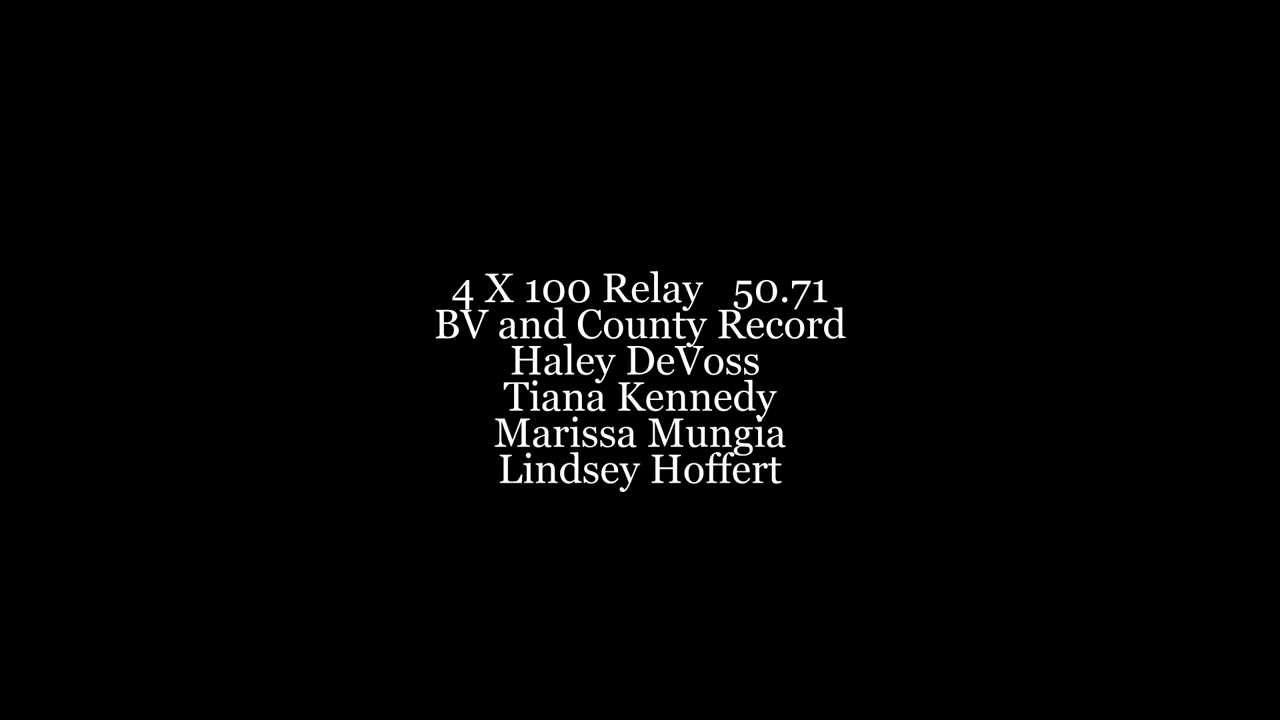 4 X 100 Relay   50.71
BV and County Record
Haley DeVoss
Tiana Kennedy
Marissa Mungia
Lindsey Hoffert